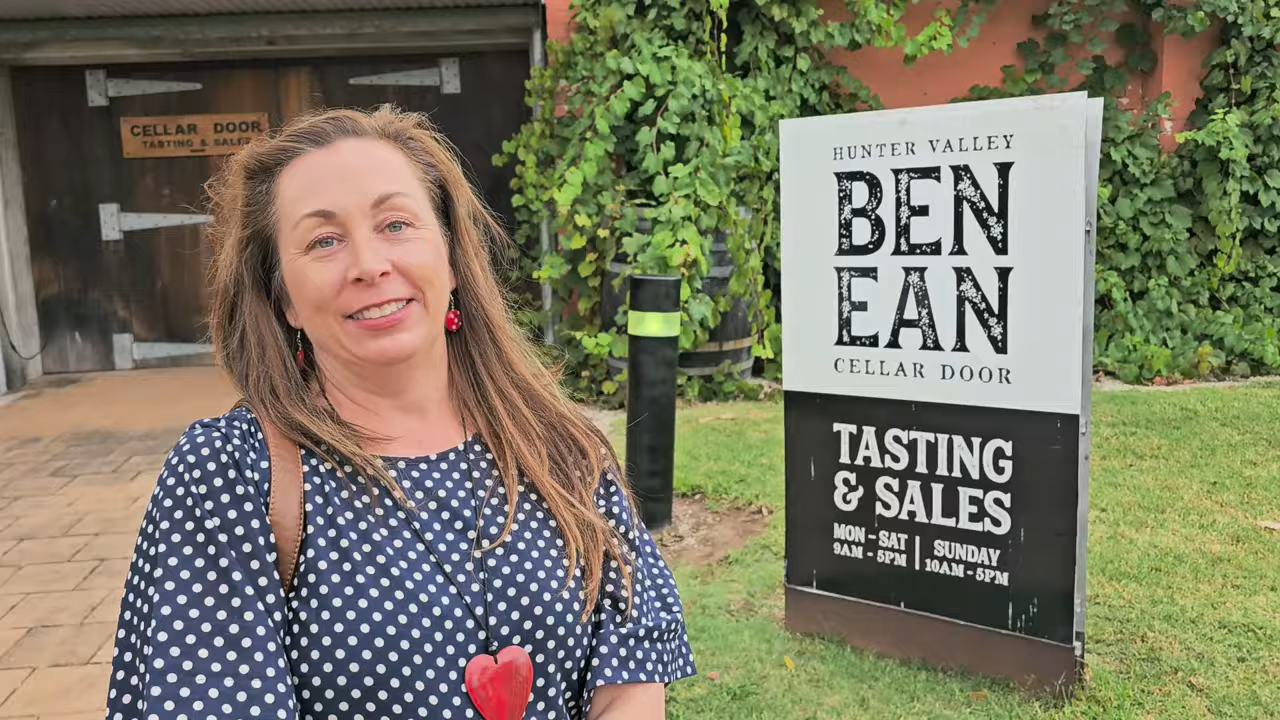 CELLAR DOOR
TASTING & SALES
HUNTER VALLEY
BEN
EAN
CELLAR DOOR
TASTING
& SALES
MON - SAT | SUNDAY
9AM - 5PM | 10AM - 5PM